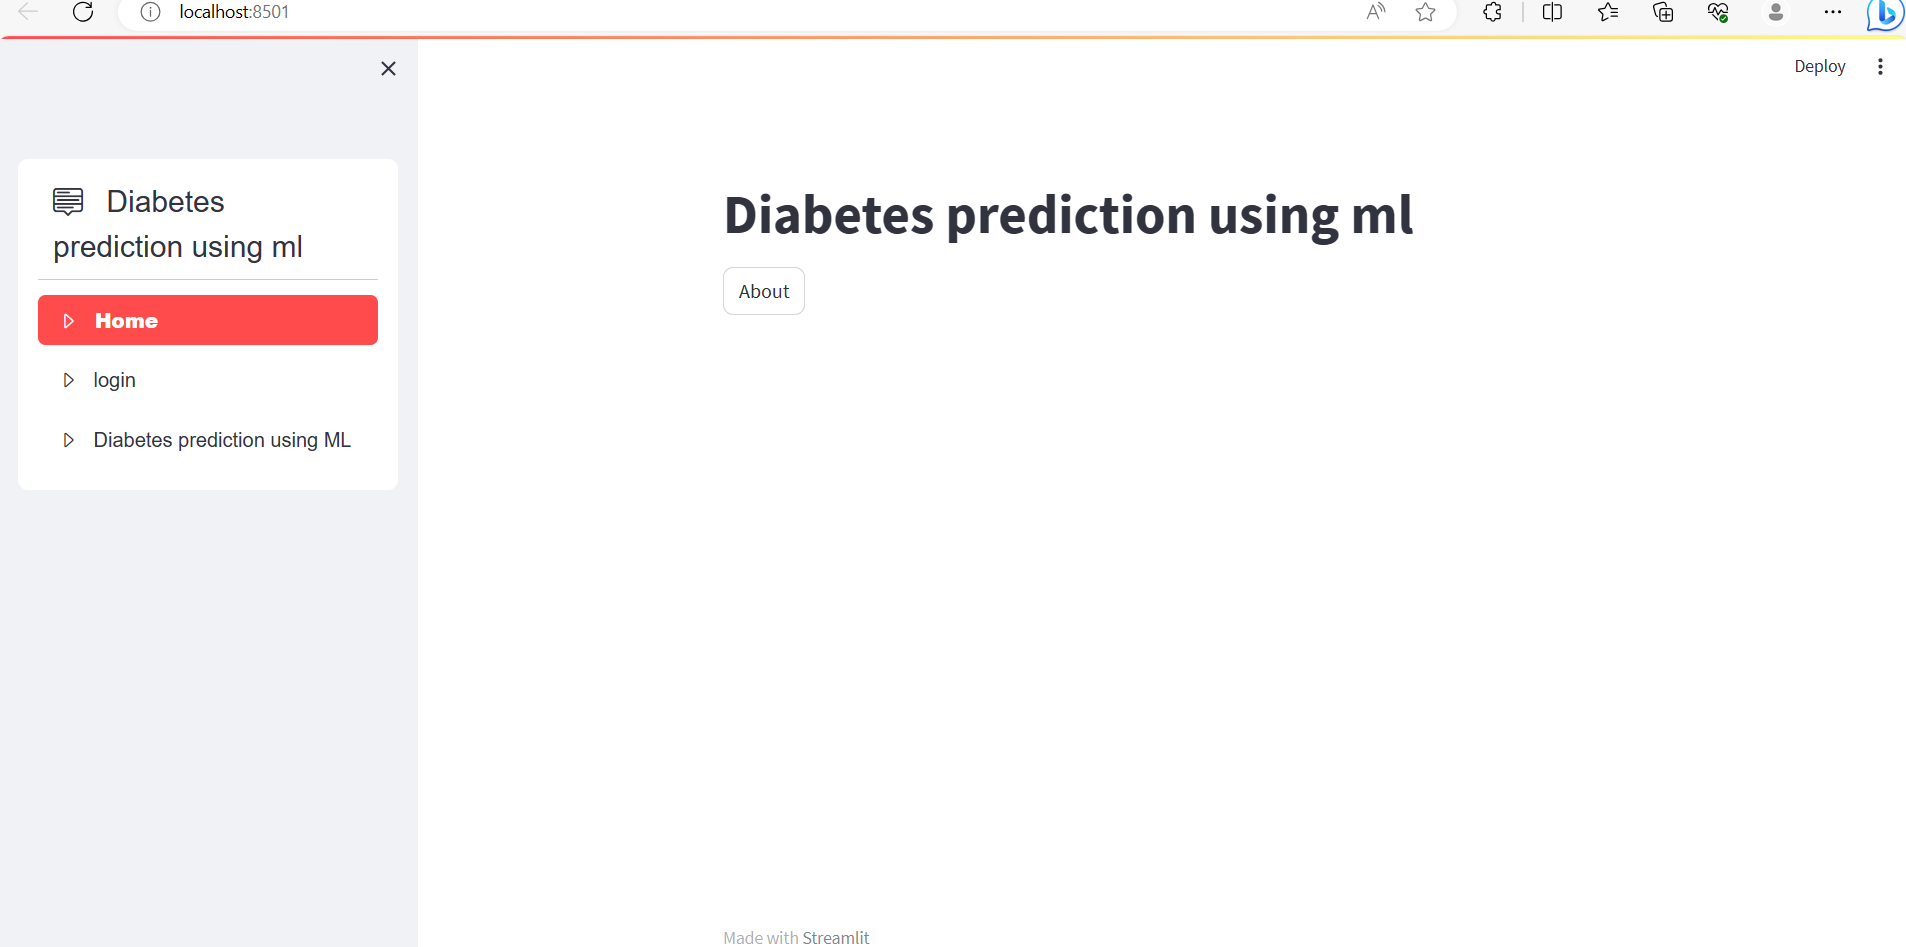 localhost:8501
Deploy
Diabetes
prediction using ml
Home
login
Diabetes prediction using ML
Diabetes prediction using ml
About
Made with Streamlit